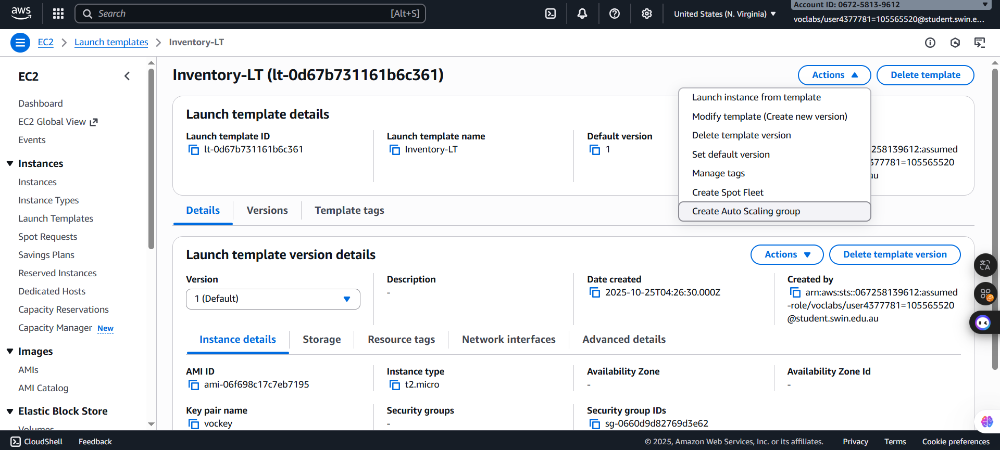 aws
Search
[Alt+S]
United States (N. Virginia)
Account ID: 0672-5813-9612
voclabs/user4377781=105565520@student.swin.e...
EC2
Launch templates
Inventory-LT
EC2
Dashboard
EC2 Global View
Events
Instances
Instances
Instance Types
Launch Templates
Spot Requests
Savings Plans
Reserved Instances
Dedicated Hosts
Capacity Reservations
Capacity Manager New
Images
AMIs
AMI Catalog
Elastic Block Store
Volumes
Inventory-LT (lt-0d67b731161b6c361)
Actions
Delete template
Launch instance from template
Modify template (Create new version)
Delete template version
Set default version
Manage tags
Create Spot Fleet
Create Auto Scaling group
Launch template details
Launch template ID
lt-0d67b731161b6c361
Launch template name
Inventory-LT
Default version
1
258139612:assumed
377781=105565520
au
Details
Versions
Template tags
Launch template version details
Actions
Delete template version
Version
1 (Default)
Description
-
Date created
2025-10-25T04:26:30.000Z
Created by
arn:aws:sts::067258139612:assumed
-role/voclabs/user4377781=105565520
@student.swin.edu.au
Instance details
Storage
Resource tags
Network interfaces
Advanced details
AMI ID
ami-06f698c17c7eb7195
Instance type
t2.micro
Availability Zone
-
Availability Zone Id
-
Key pair name
vockey
Security groups
-
Security group IDs
sg-0660d9d82769d3e62
CloudShell
Feedback
© 2025, Amazon Web Services, Inc. or its affiliates.
Privacy
Terms
Cookie preferences